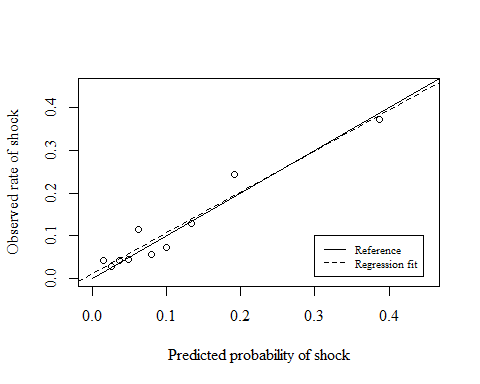 Observed rate of shock
0.4
0.3
0.2
0.1
0.0
Reference
Regression fit
0.0 0.1 0.2 0.3 0.4
Predicted probability of shock